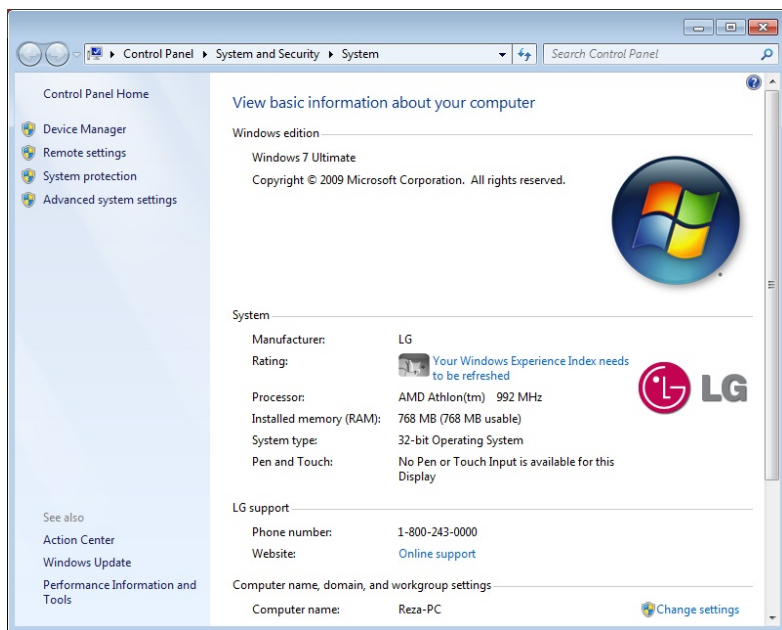 Control Panel ▸ System and Security ▸ System
Search Control Panel
Control Panel Home
Device Manager
Remote settings
System protection
Advanced system settings
See also
Action Center
Windows Update
Performance Information and
Tools
View basic information about your computer
Windows edition
Windows 7 Ultimate
Copyright © 2009 Microsoft Corporation. All rights reserved.
System
Manufacturer: LG
Rating: Your Windows Experience Index needs
to be refreshed
Processor: AMD Athlon(tm) 992 MHz
Installed memory (RAM): 768 MB (768 MB usable)
System type: 32-bit Operating System
Pen and Touch: No Pen or Touch Input is available for this
Display
LG
LG support
Phone number: 1-800-243-0000
Website: Online support
Computer name, domain, and workgroup settings
Computer name: Reza-PC Change settings